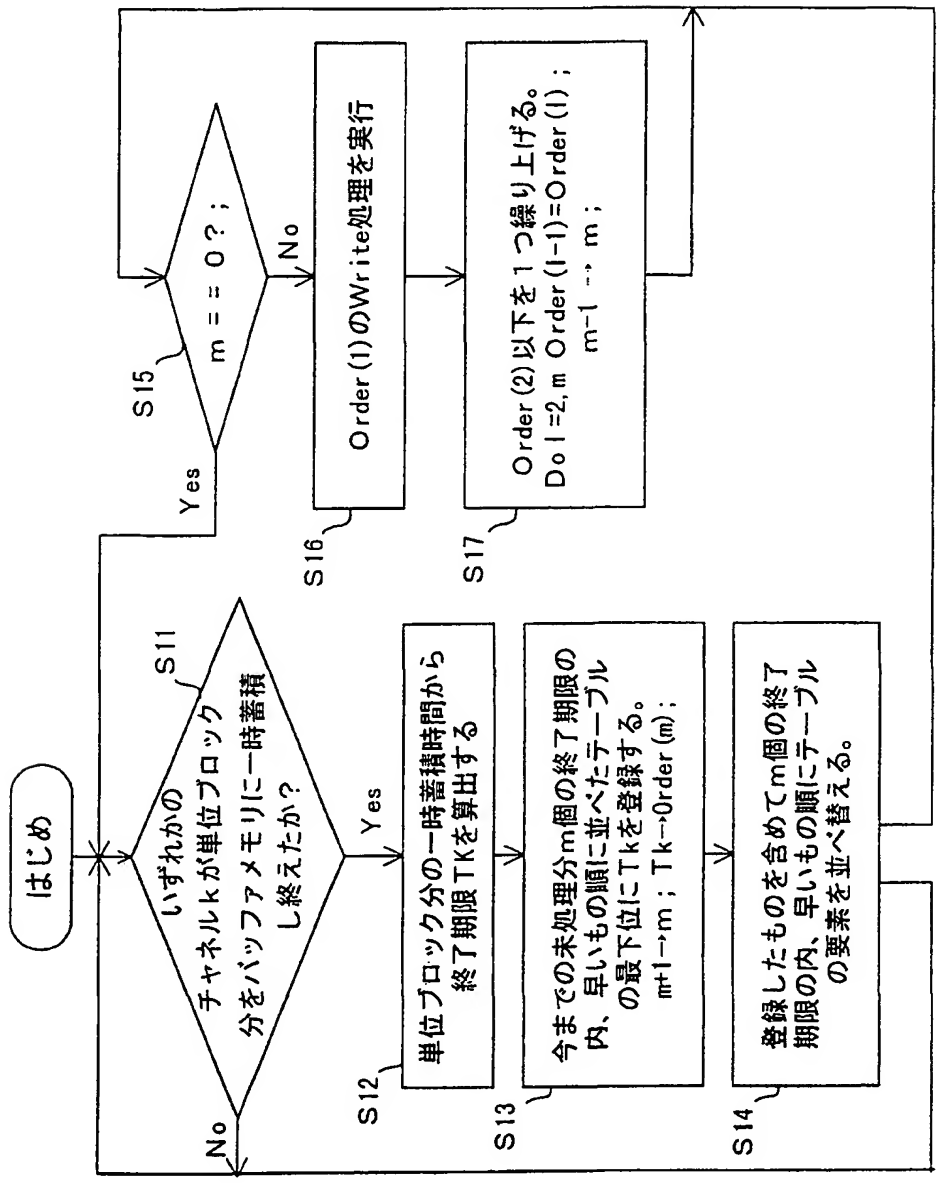 はじめ
S11
いずれかの
チャネルkが単位ブロック
分をバッファメモリに一時蓄積
し終えたか?
No
Yes
S12
単位ブロック分の一時蓄積時間から
終了期限TKを算出する
S13
今までの未処理分m個の終了期限の
内、早いもの順に並べたテーブル
の最下位にTkを登録する。
m+1→m; Tk→Order(m);
S14
登録したものを含めてm個の終了
期限の内、早いもの順にテーブル
の要素を並べ替える。
S15
m==0?;
Yes
No
S16
Order(1)のWrite処理を実行
S17
Order(2)以下を1つ繰り上げる。
Do l=2,m Order(l-1)=Order(l);
m-1→m;